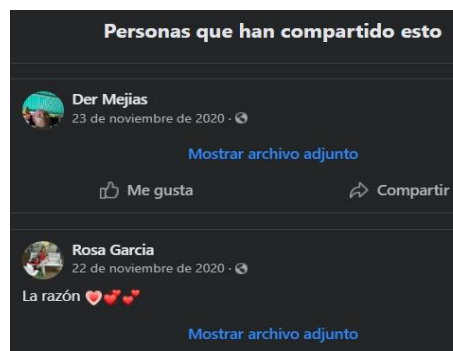 Personas que han compartido esto
Der Mejias
23 de noviembre de 2020 ·
Mostrar archivo adjunto
Me gusta
Compartir
Rosa Garcia
22 de noviembre de 2020 ·
La razón 💗💕💕
Mostrar archivo adjunto